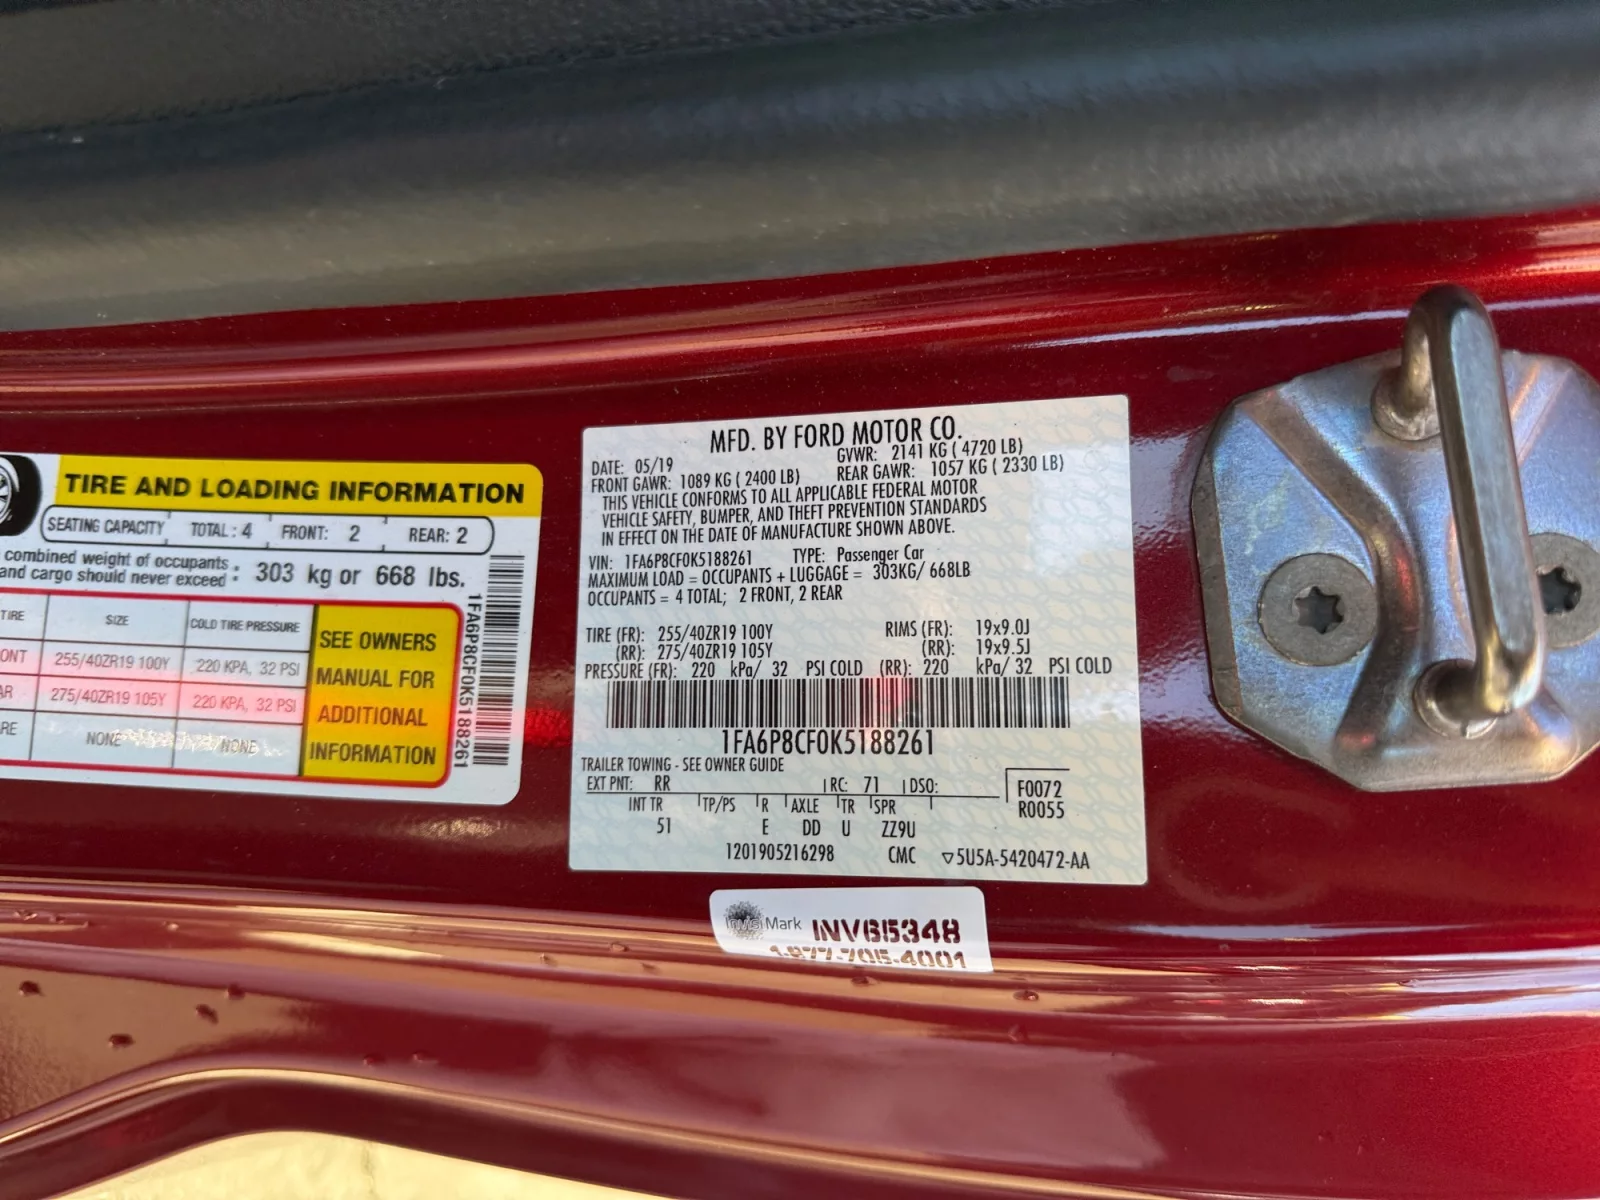 TIRE AND LOADING INFORMATION
SEATING CAPACITY TOTAL : 4 FRONT: 2 REAR: 2
combined weight of occupants
and cargo should never exceed : 303 kg or 668 lbs.
TIRE SIZE COLD TIRE PRESSURE
255/40ZR19 100Y 220 KPA, 32 PSI
275/40ZR19 105Y 220 KPA, 32 PSI
NONE NONE
SEE OWNERS
MANUAL FOR
ADDITIONAL
INFORMATION
1FA6P8CF0K5188261
MFD. BY FORD MOTOR CO.
DATE: 05/19 GVWR: 2141 KG ( 4720 LB)
FRONT GAWR: 1089 KG ( 2400 LB) REAR GAWR: 1057 KG ( 2330 LB)
THIS VEHICLE CONFORMS TO ALL APPLICABLE FEDERAL MOTOR
VEHICLE SAFETY, BUMPER, AND THEFT PREVENTION STANDARDS
IN EFFECT ON THE DATE OF MANUFACTURE SHOWN ABOVE.
VIN: 1FA6P8CF0K5188261 TYPE: Passenger Car
MAXIMUM LOAD = OCCUPANTS + LUGGAGE = 303KG/ 668LB
OCCUPANTS = 4 TOTAL; 2 FRONT, 2 REAR
TIRE (FR): 255/40ZR19 100Y RIMS (FR): 19x9.0J
(RR): 275/40ZR19 105Y (RR): 19x9.5J
PRESSURE (FR): 220 kPa/ 32 PSI COLD (RR): 220 kPa/ 32 PSI COLD
1FA6P8CF0K5188261
TRAILER TOWING - SEE OWNER GUIDE
EXT PNT: RR RC: 71 DSO: F0072
INT TR TP/PS R AXLE TR SPR R0055
51 E DD U ZZ9U
1201905216298 CMC ▽5U5A-5420472-AA
Mark INV65348
1-877-705-4001